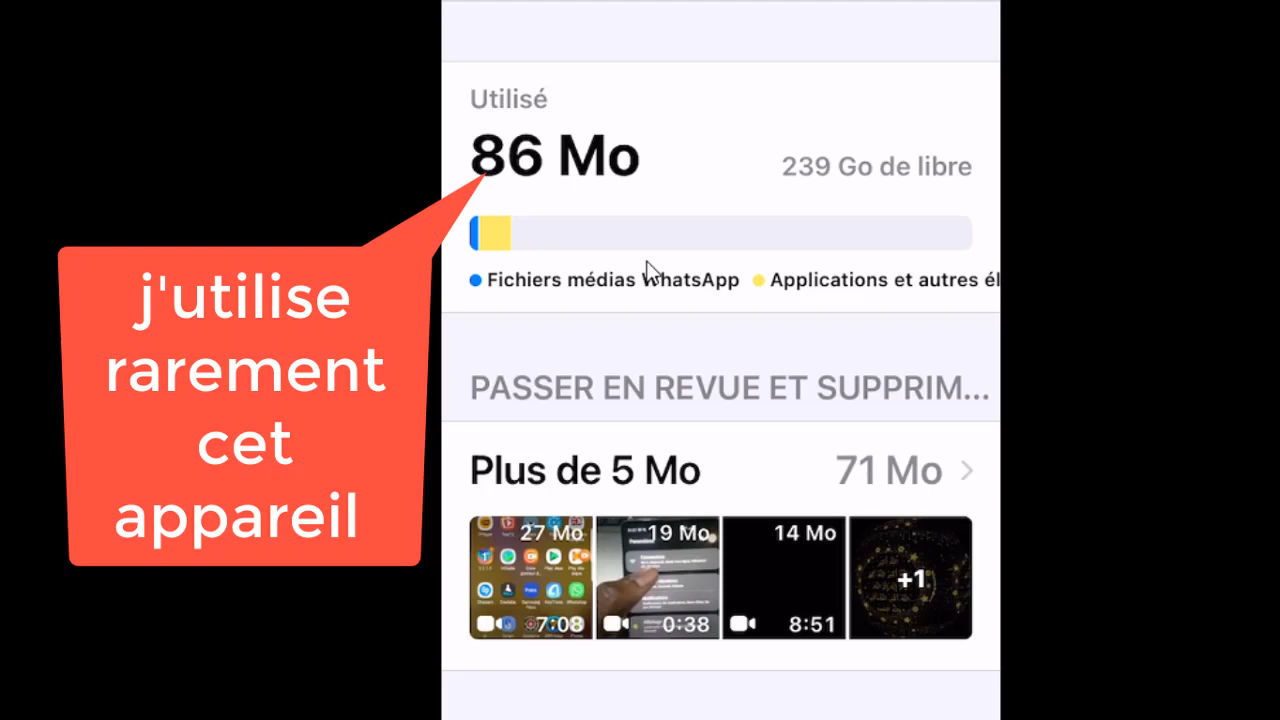 Utilisé
86 Mo
239 Go de libre
Fichiers médias WhatsApp
Applications et autres él
PASSER EN REVUE ET SUPPRIM...
Plus de 5 Mo
71 Mo
27 Mo
19 Mo
14 Mo
+1
7:08
0:38
8:51
j'utilise
rarement
cet
appareil